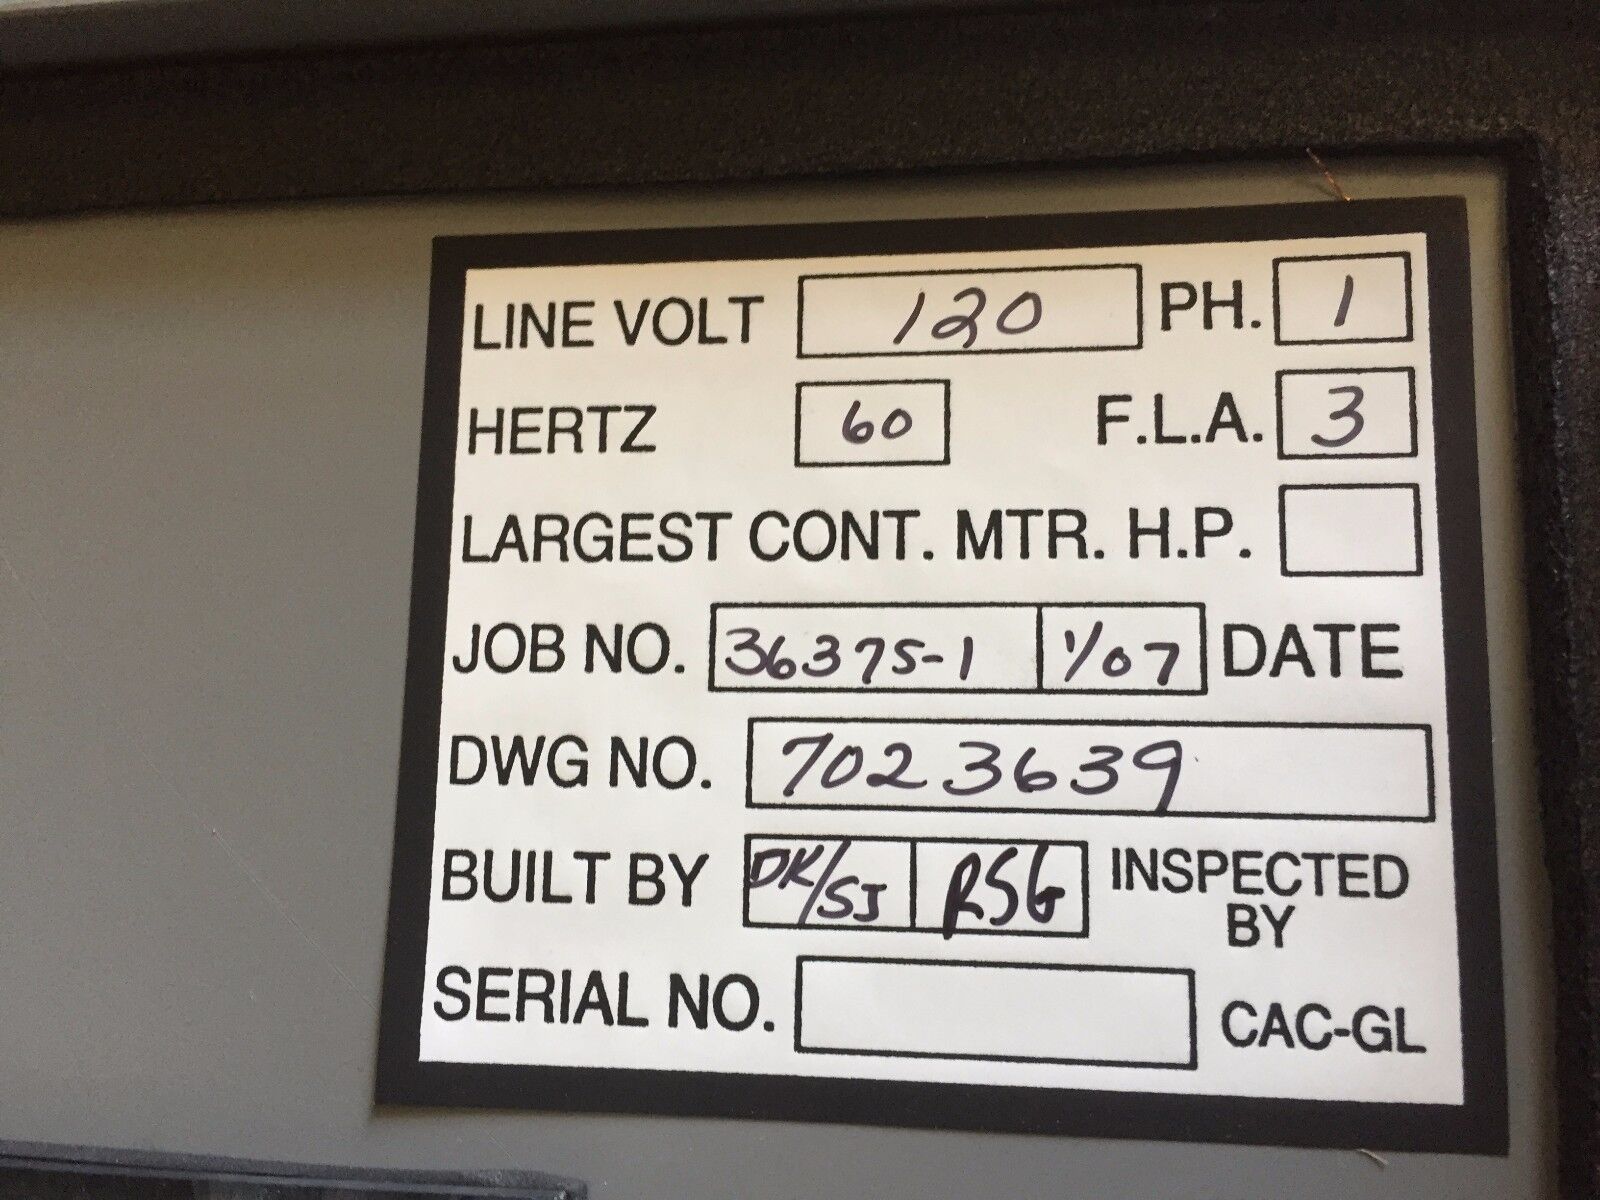 LINE VOLT 120 PH. 1
HERTZ 60 F.L.A. 3
LARGEST CONT. MTR. H.P.
JOB NO. 36375-1 1/07 DATE
DWG NO. 7023639
BUILT BY DK/SJ RSG INSPECTED
BY
SERIAL NO. CAC-GL